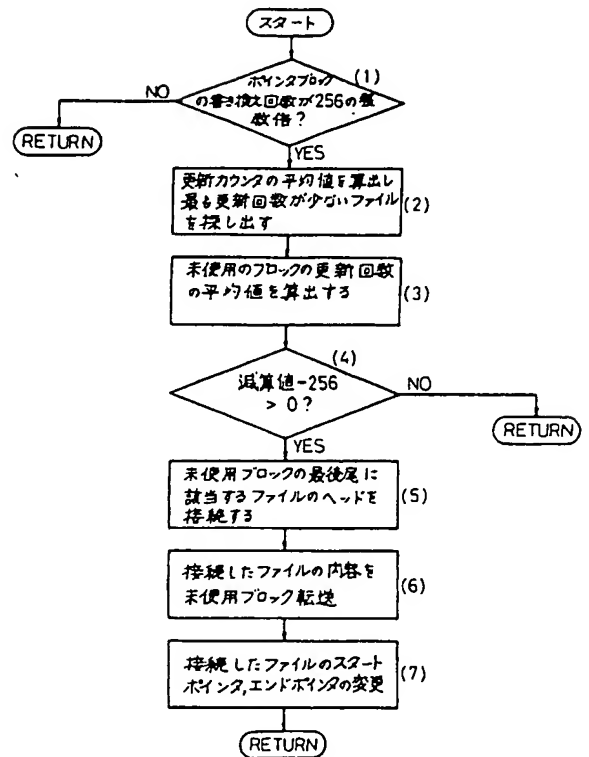 スタート
(1)
ポインタブロック
の書き換え回数が256の整
数倍?
NO
RETURN
YES
更新カウンタの平均値を算出し
最も更新回数が少ないファイル
を探し出す
(2)
未使用のブロックの更新回数
の平均値を算出する
(3)
(4)
減算値-256
> 0?
NO
RETURN
YES
未使用ブロックの最後尾に
該当するファイルのヘッドを
接続する
(5)
接続したファイルの内容を
未使用ブロック転送
(6)
接続したファイルのスタート
ポインタ,エンドポインタの変更
(7)
RETURN